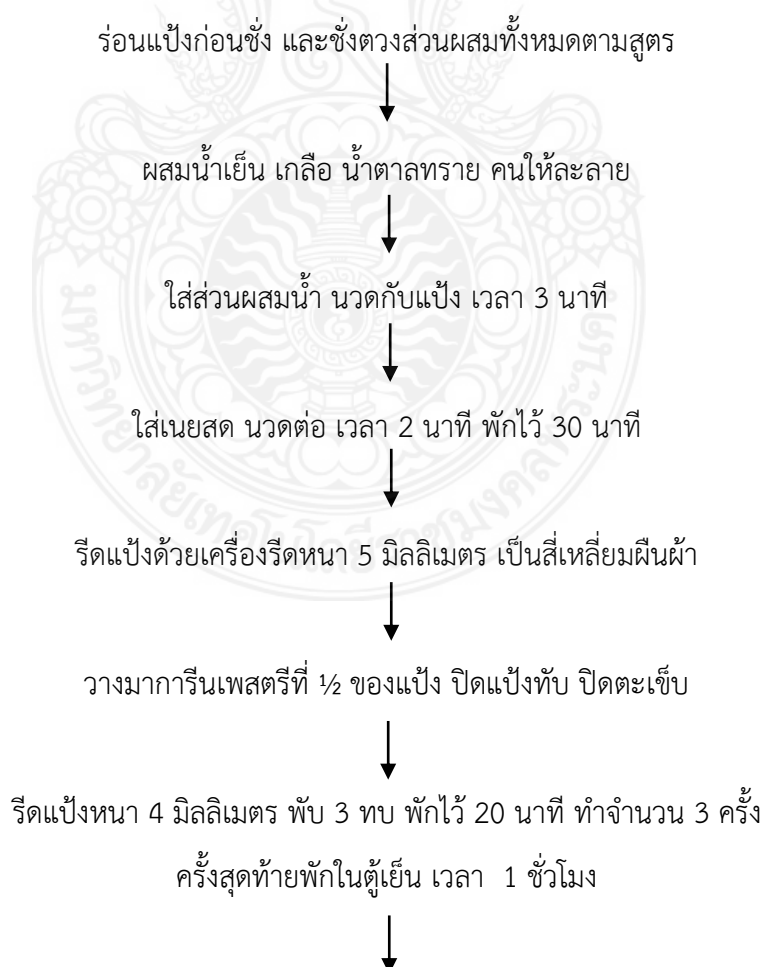 ร่อนแป้งก่อนชั่ง และชั่งตวงส่วนผสมทั้งหมดตามสูตร
ผสมน้ำเย็น เกลือ น้ำตาลทราย คนให้ละลาย
ใส่ส่วนผสมน้ำ นวดกับแป้ง เวลา 3 นาที
ใส่เนยสด นวดต่อ เวลา 2 นาที พักไว้ 30 นาที
รีดแป้งด้วยเครื่องรีดหนา 5 มิลลิเมตร เป็นสี่เหลี่ยมผืนผ้า
วางมาการีนเพสตรีที่ ½ ของแป้ง ปิดแป้งทับ ปิดตะเข็บ
รีดแป้งหนา 4 มิลลิเมตร พับ 3 ทบ พักไว้ 20 นาที ทำจำนวน 3 ครั้ง
ครั้งสุดท้ายพักในตู้เย็น เวลา 1 ชั่วโมง